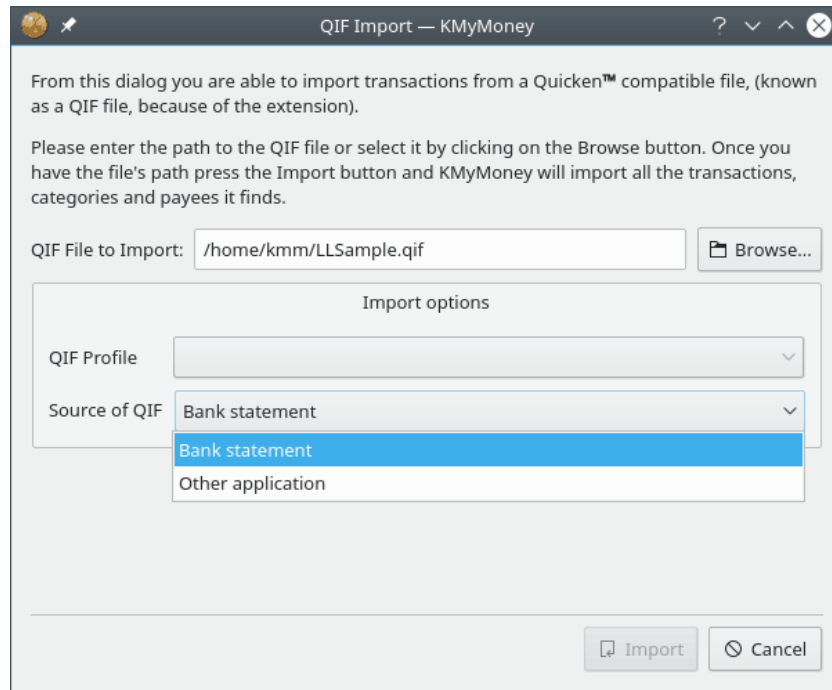 QIF Import — KMyMoney
From this dialog you are able to import transactions from a Quicken™ compatible file, (known
as a QIF file, because of the extension).
Please enter the path to the QIF file or select it by clicking on the Browse button. Once you
have the file's path press the Import button and KMyMoney will import all the transactions,
categories and payees it finds.
QIF File to Import: /home/kmm/LLSample.qif Browse...
Import options
QIF Profile
Source of QIF Bank statement
Bank statement
Other application
Import Cancel